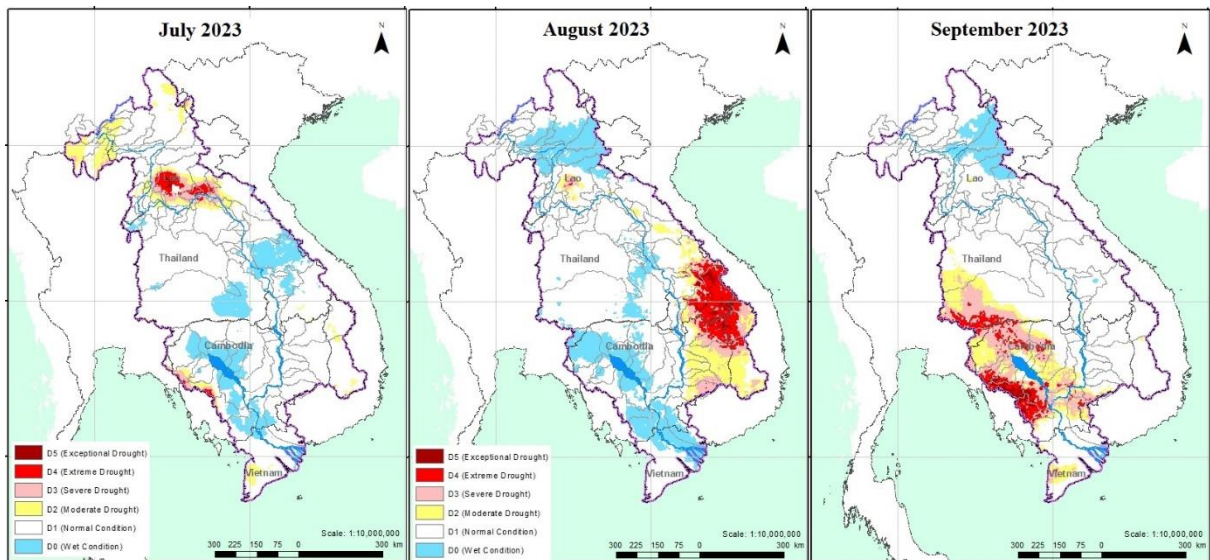 July 2023
N
Lao
Thailand
Cambodia
Vietnam
D5 (Exceptional Drought)
D4 (Extreme Drought)
D3 (Severe Drought)
D2 (Moderate Drought)
D1 (Normal Condition)
D0 (Wet Condition)
Scale: 1:10,000,000
300 225 150 75 0 300 km
August 2023
N
Lao
Thailand
Cambodia
Vietnam
D5 (Exceptional Drought)
D4 (Extreme Drought)
D3 (Severe Drought)
D2 (Moderate Drought)
D1 (Normal Condition)
D0 (Wet Condition)
Scale: 1:10,000,000
300 225 150 75 0 300 km
September 2023
N
Lao
Thailand
Cambodia
Vietnam
Scale: 1:10,000,000
300 225 150 75 0 300 km